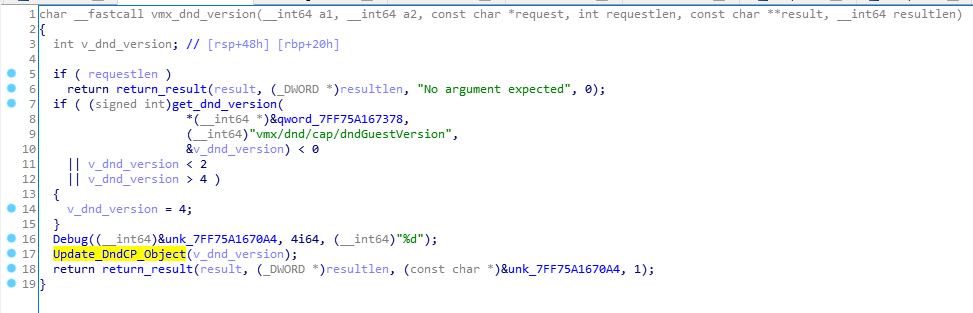 1 char __fastcall vmx_dnd_version(__int64 a1, __int64 a2, const char *request, int requestlen, const char **result, __int64 resultlen)
2 {
3 int v_dnd_version; // [rsp+48h] [rbp+20h]
4
5 if ( requestlen )
6 return return_result(result, (_DWORD *)resultlen, "No argument expected", 0);
7 if ( (signed int)get_dnd_version(
8 *(__int64 *)&qword_7FF75A167378,
9 (__int64)"vmx/dnd/cap/dndGuestVersion",
10 &v_dnd_version) < 0
11 || v_dnd_version < 2
12 || v_dnd_version > 4 )
13 {
14 v_dnd_version = 4;
15 }
16 Debug((__int64)&unk_7FF75A1670A4, 4i64, (__int64)"%d");
17 Update_DndCP_Object(v_dnd_version);
18 return return_result(result, (_DWORD *)resultlen, (const char *)&unk_7FF75A1670A4, 1);
19 }